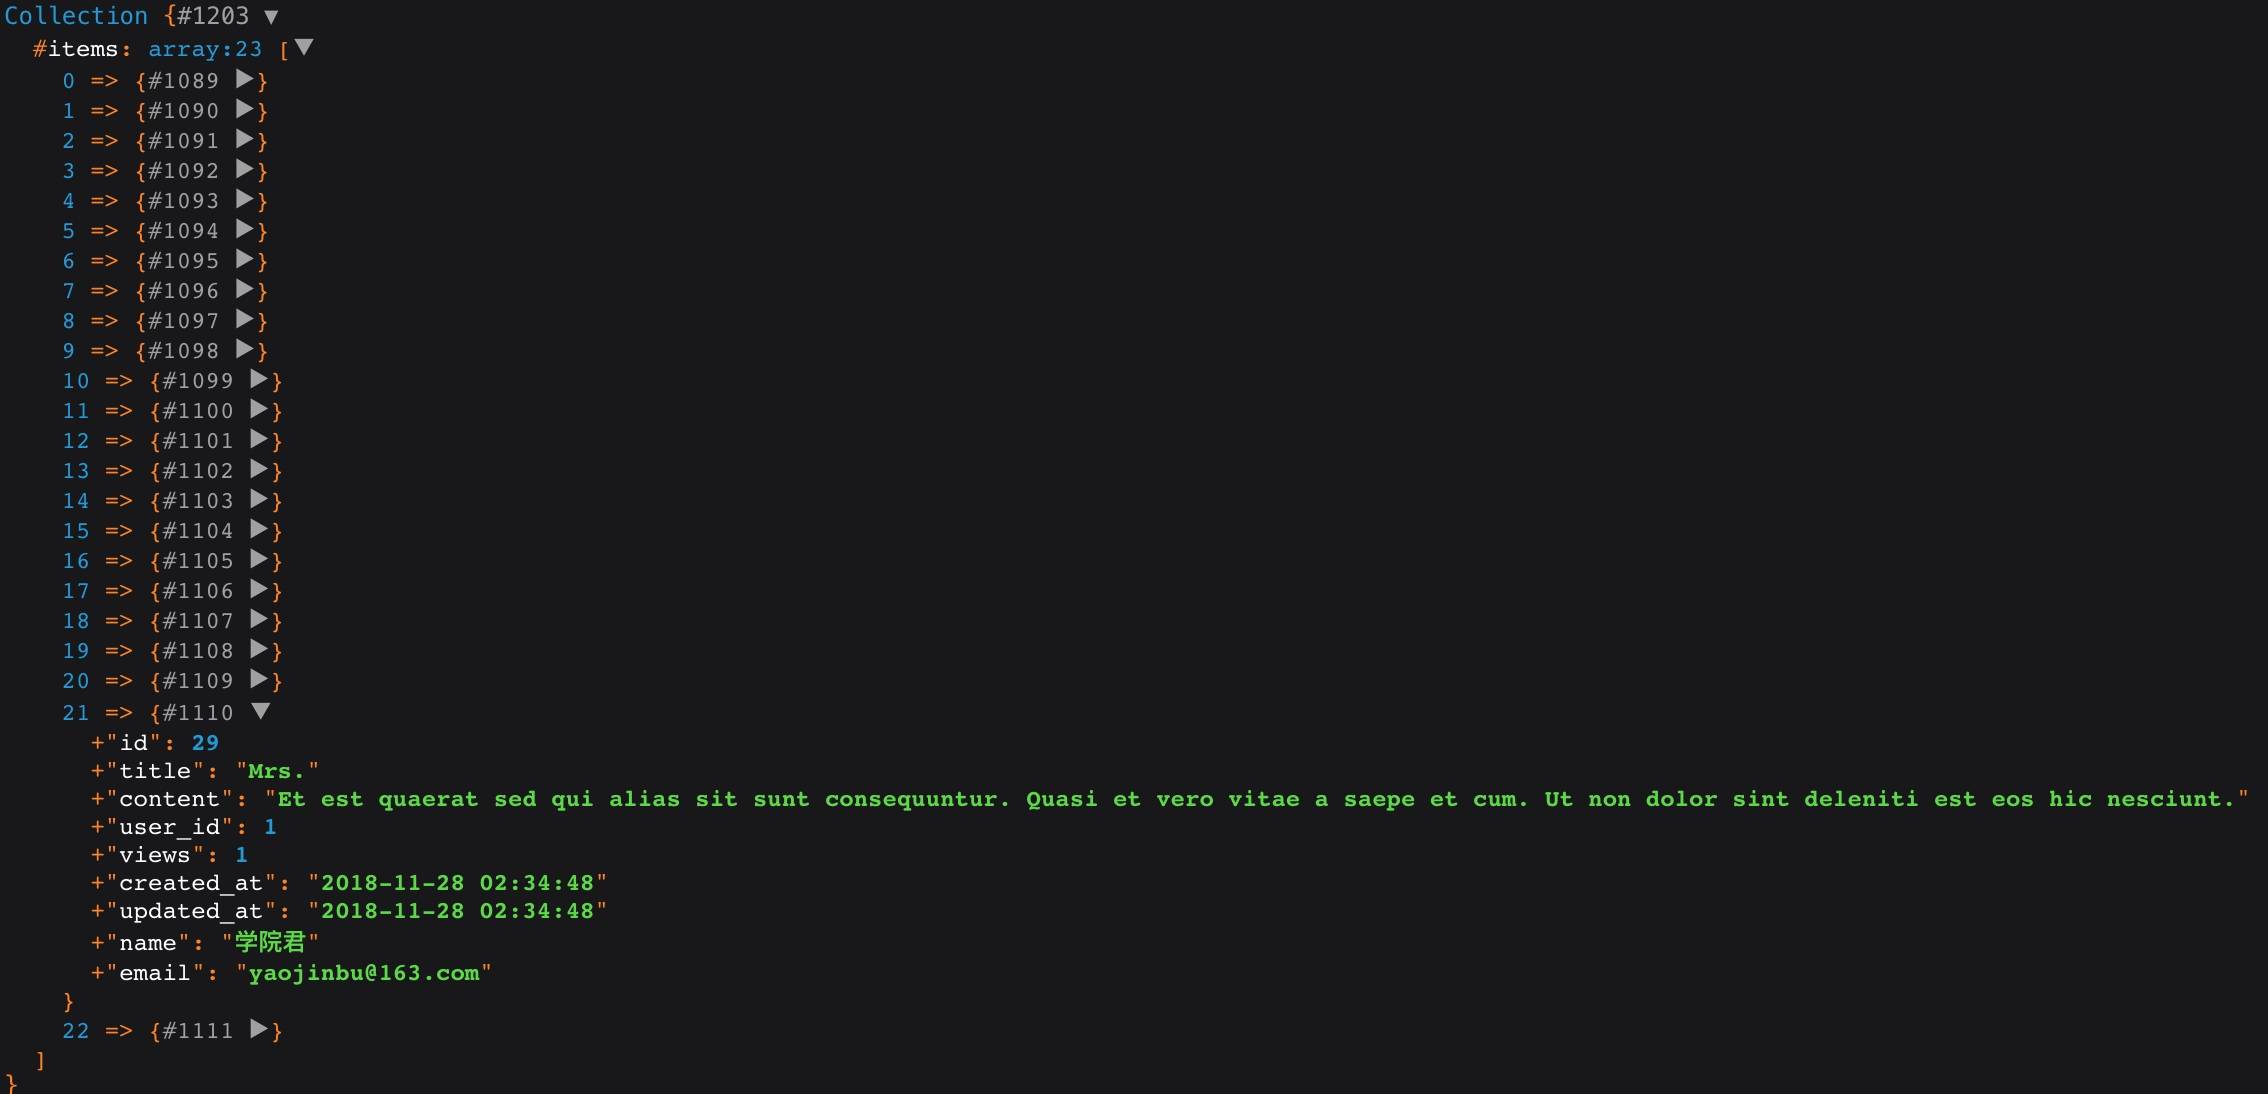 Collection {#1203 ▼
#items: array:23 [▼
0 => {#1089 ▶}
1 => {#1090 ▶}
2 => {#1091 ▶}
3 => {#1092 ▶}
4 => {#1093 ▶}
5 => {#1094 ▶}
6 => {#1095 ▶}
7 => {#1096 ▶}
8 => {#1097 ▶}
9 => {#1098 ▶}
10 => {#1099 ▶}
11 => {#1100 ▶}
12 => {#1101 ▶}
13 => {#1102 ▶}
14 => {#1103 ▶}
15 => {#1104 ▶}
16 => {#1105 ▶}
17 => {#1106 ▶}
18 => {#1107 ▶}
19 => {#1108 ▶}
20 => {#1109 ▶}
21 => {#1110 ▼
+"id": 29
+"title": "Mrs."
+"content": "Et est quaerat sed qui alias sit sunt consequuntur. Quasi et vero vitae a saepe et cum. Ut non dolor sint deleniti est eos hic nesciunt."
+"user_id": 1
+"views": 1
+"created_at": "2018-11-28 02:34:48"
+"updated_at": "2018-11-28 02:34:48"
+"name": "学院君"
+"email": "yaojinbu@163.com"
}
22 => {#1111 ▶}
]
}